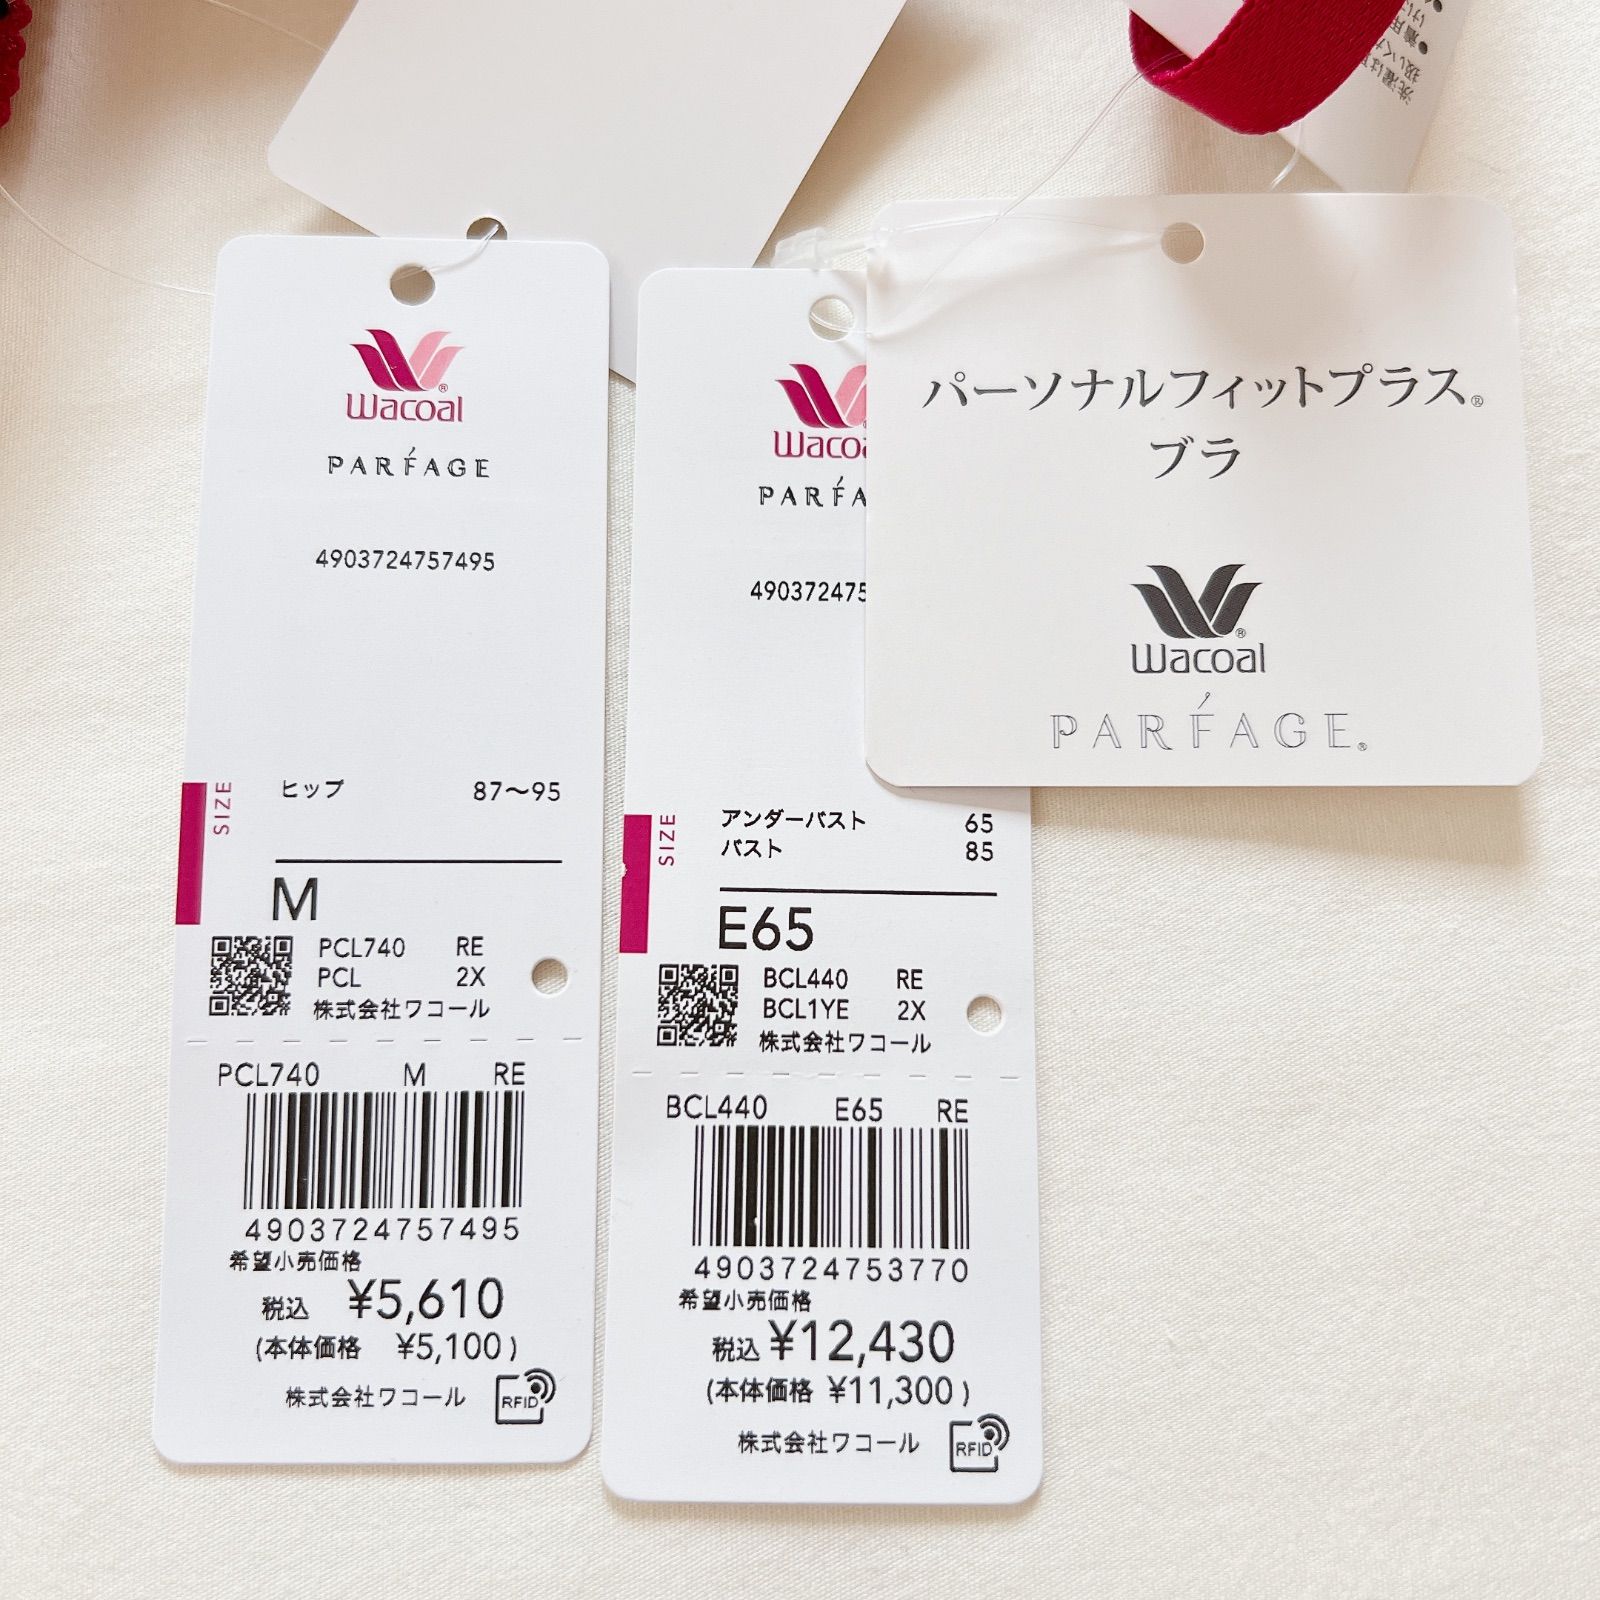 Wacoal
PARFAGE
4903724757495
SIZE
ヒップ 87〜95
M
PCL740 RE
PCL 2X
株式会社ワコール
PCL740 M RE
4903724757495
希望小売価格
税込 ¥5,610
(本体価格 ¥5,100)
株式会社ワコール
RFID
Wacoa
PARFA
490372475
SIZE
アンダーバスト 65
バスト 85
E65
BCL440 RE
BCL1YE 2X
株式会社ワコール
BCL440 E65 RE
4903724753770
希望小売価格
税込 ¥12,430
(本体価格 ¥11,300)
株式会社ワコール
RFID
パーソナルフィットプラス®
ブラ
Wacoal
PARFAGE®